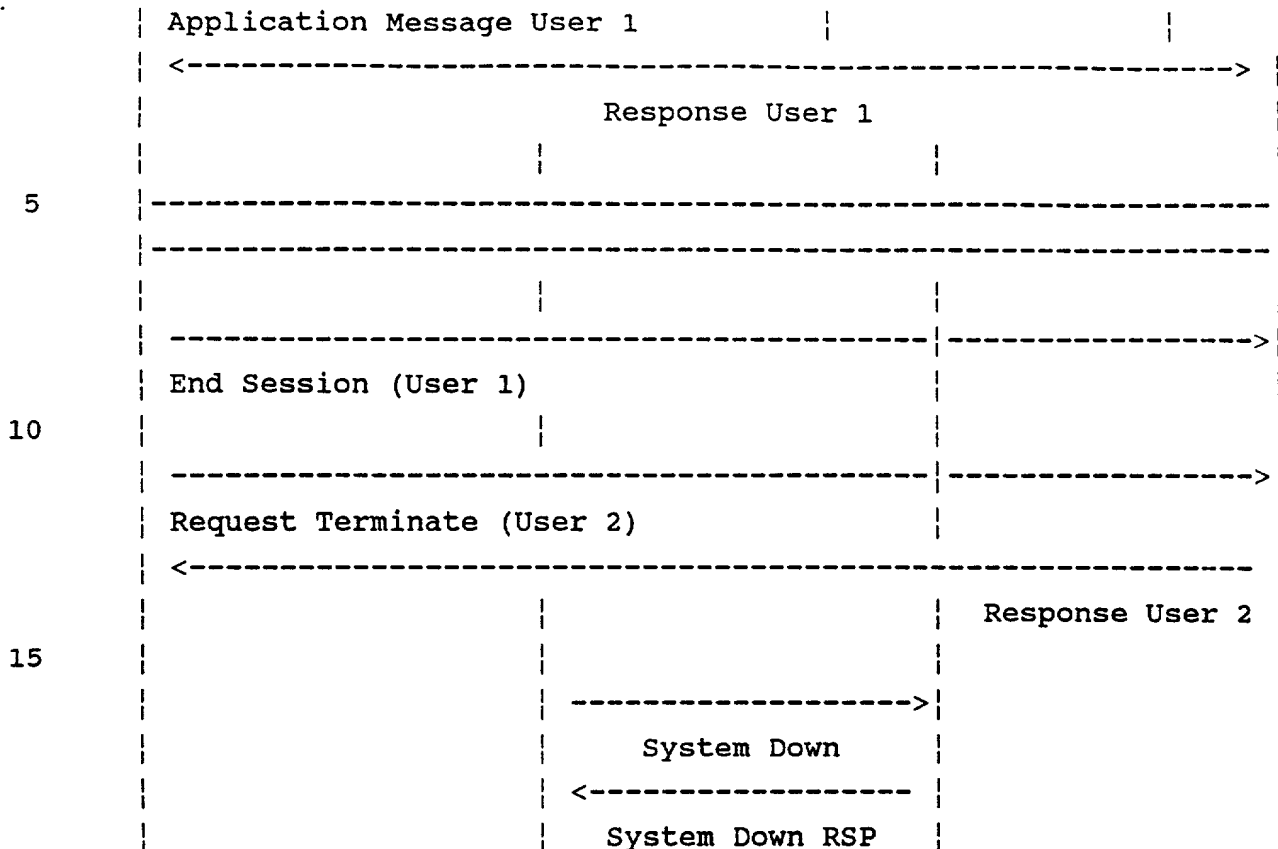 Application Message User 1
Response User 1
5
End Session (User 1)
10
Request Terminate (User 2)
Response User 2
15
System Down
System Down RSP